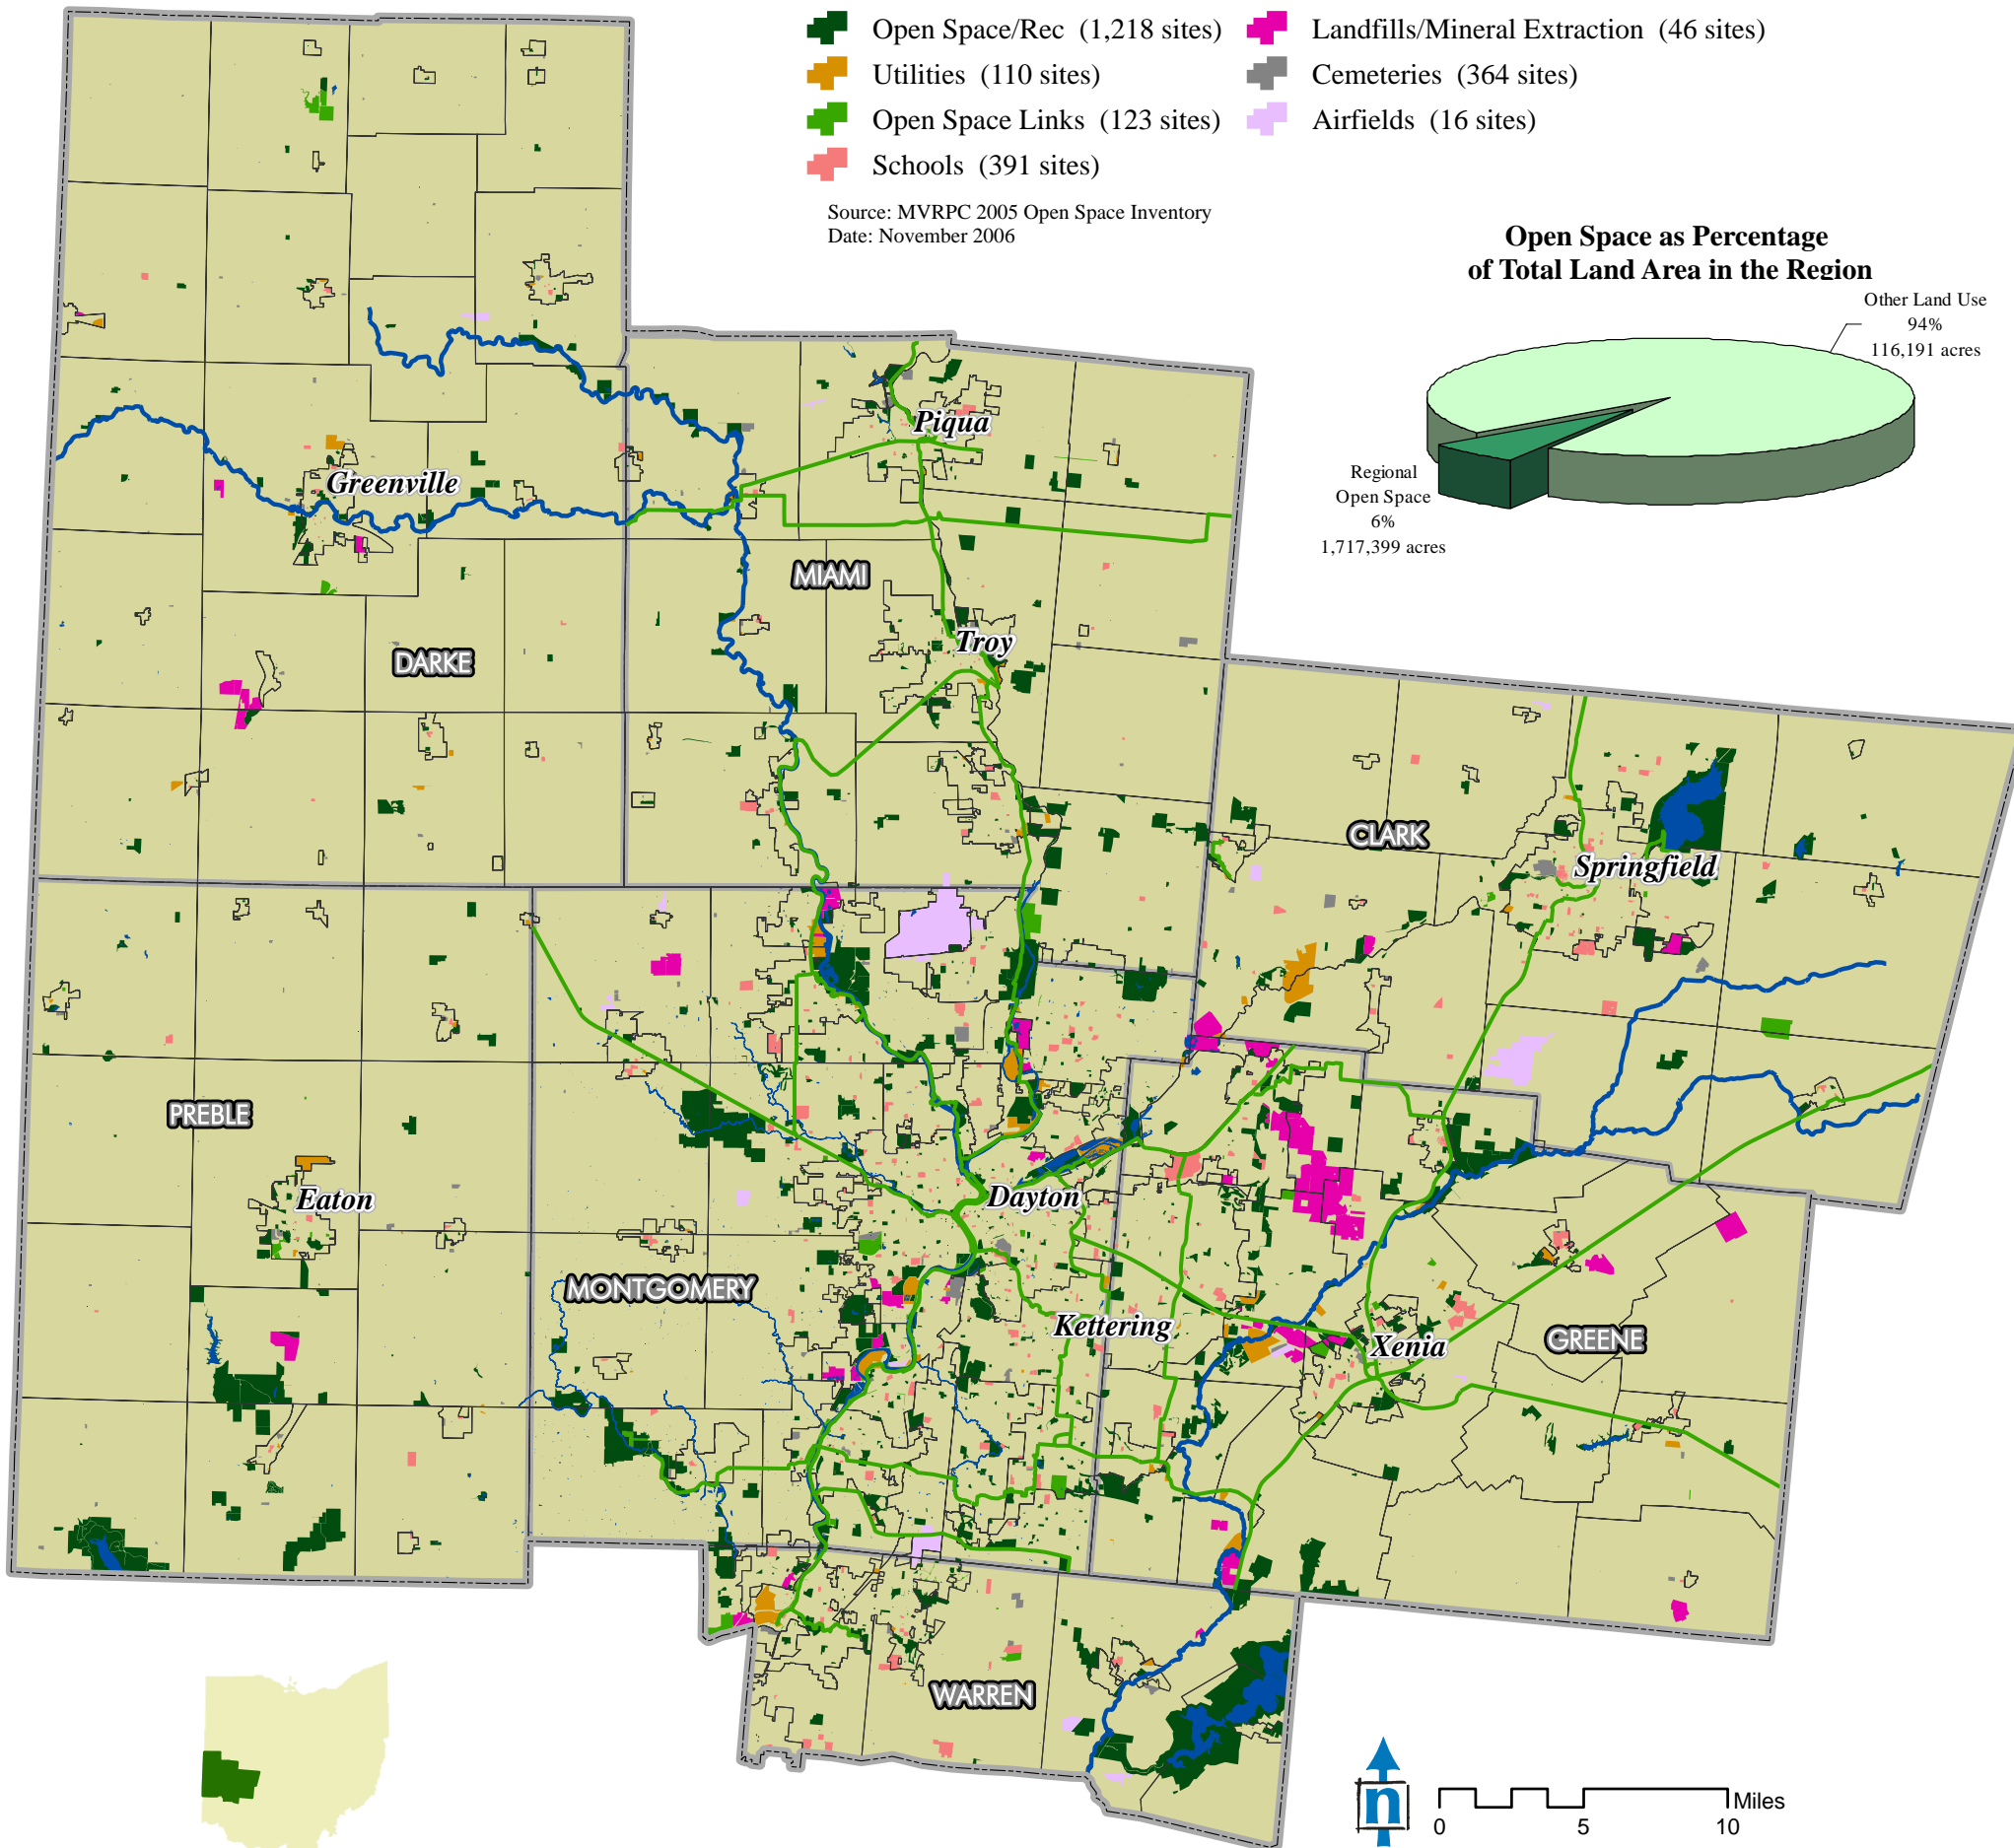 Open Space/Rec (1,218 sites)
Utilities (110 sites)
Open Space Links (123 sites)
Schools (391 sites)
Landfills/Mineral Extraction (46 sites)
Cemeteries (364 sites)
Airfields (16 sites)
Source: MVRPC 2005 Open Space Inventory
Date: November 2006
Open Space as Percentage
of Total Land Area in the Region
Other Land Use
94%
116,191 acres
Regional
Open Space
6%
1,717,399 acres
Piqua
Greenville
MIAMI
Troy
DARKE
CLARK
Springfield
PREBLE
Eaton
Dayton
MONTGOMERY
Kettering
Xenia
GREENE
WARREN
n
Miles
0 5 10